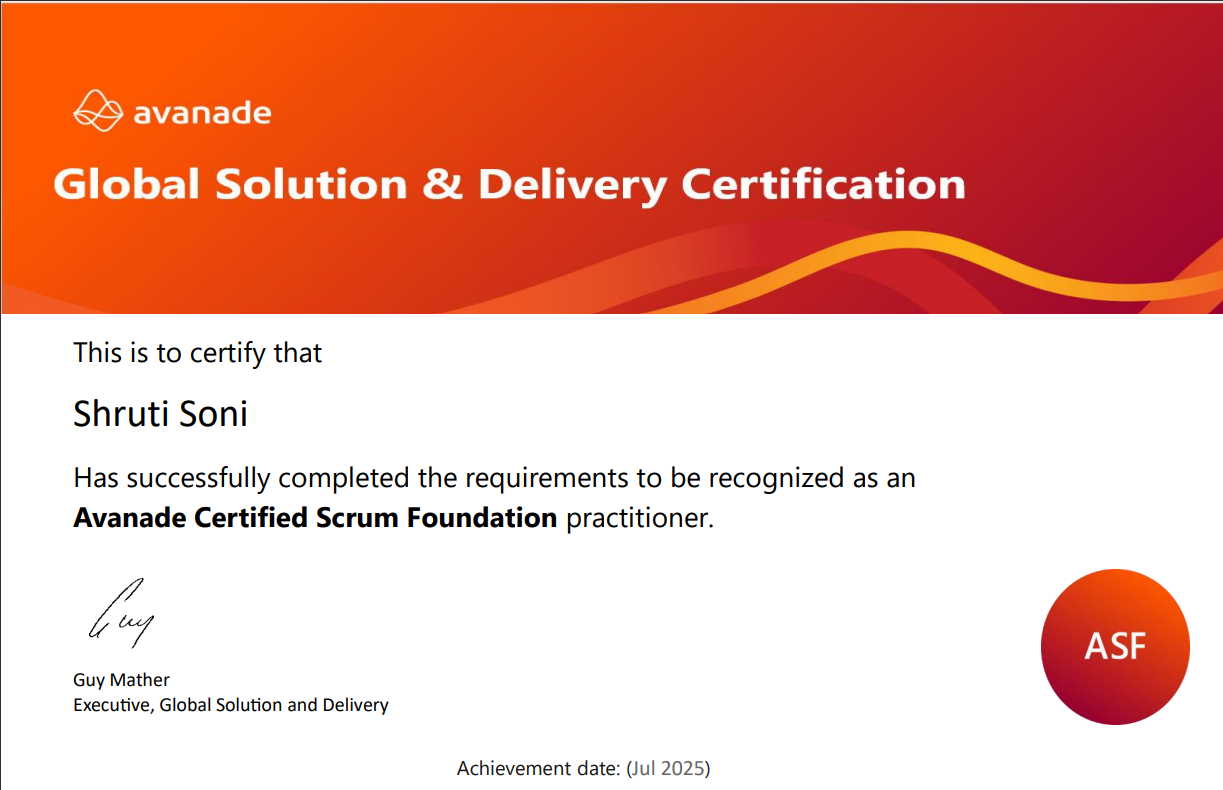 avanade
Global Solution & Delivery Certification
This is to certify that
Shruti Soni
Has successfully completed the requirements to be recognized as an
Avanade Certified Scrum Foundation practitioner.
Guy
Guy Mather
Executive, Global Solution and Delivery
ASF
Achievement date: (Jul 2025)